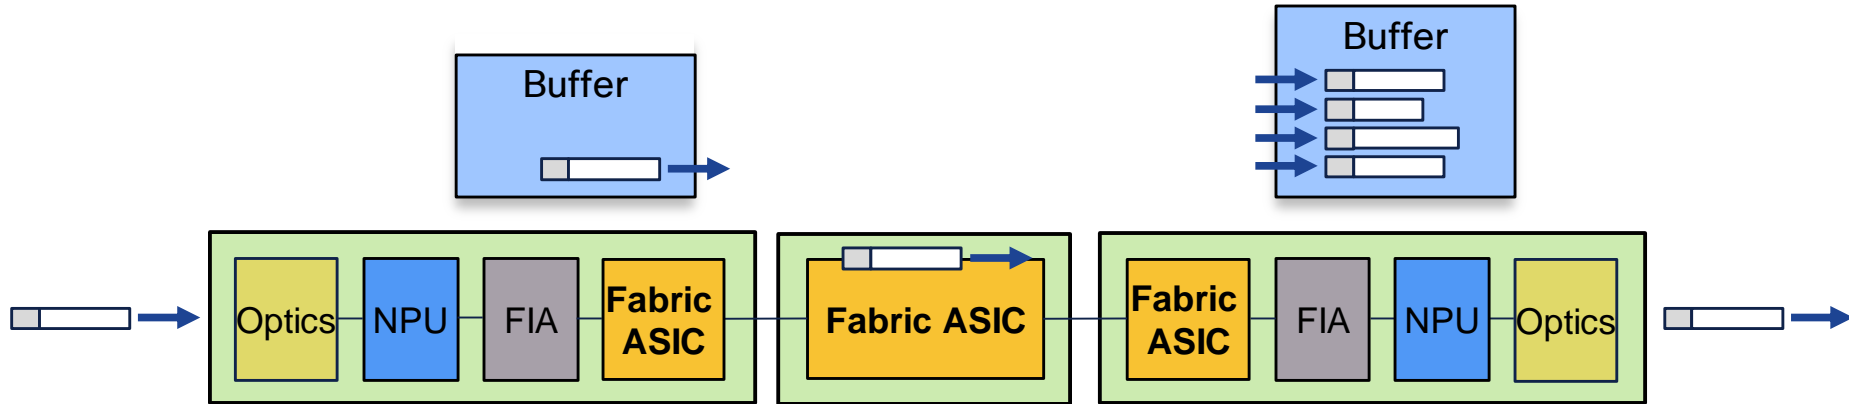 Buffer
Buffer
Optics
NPU
FIA
Fabric
ASIC
Fabric ASIC
Fabric
ASIC
FIA
NPU
Optics